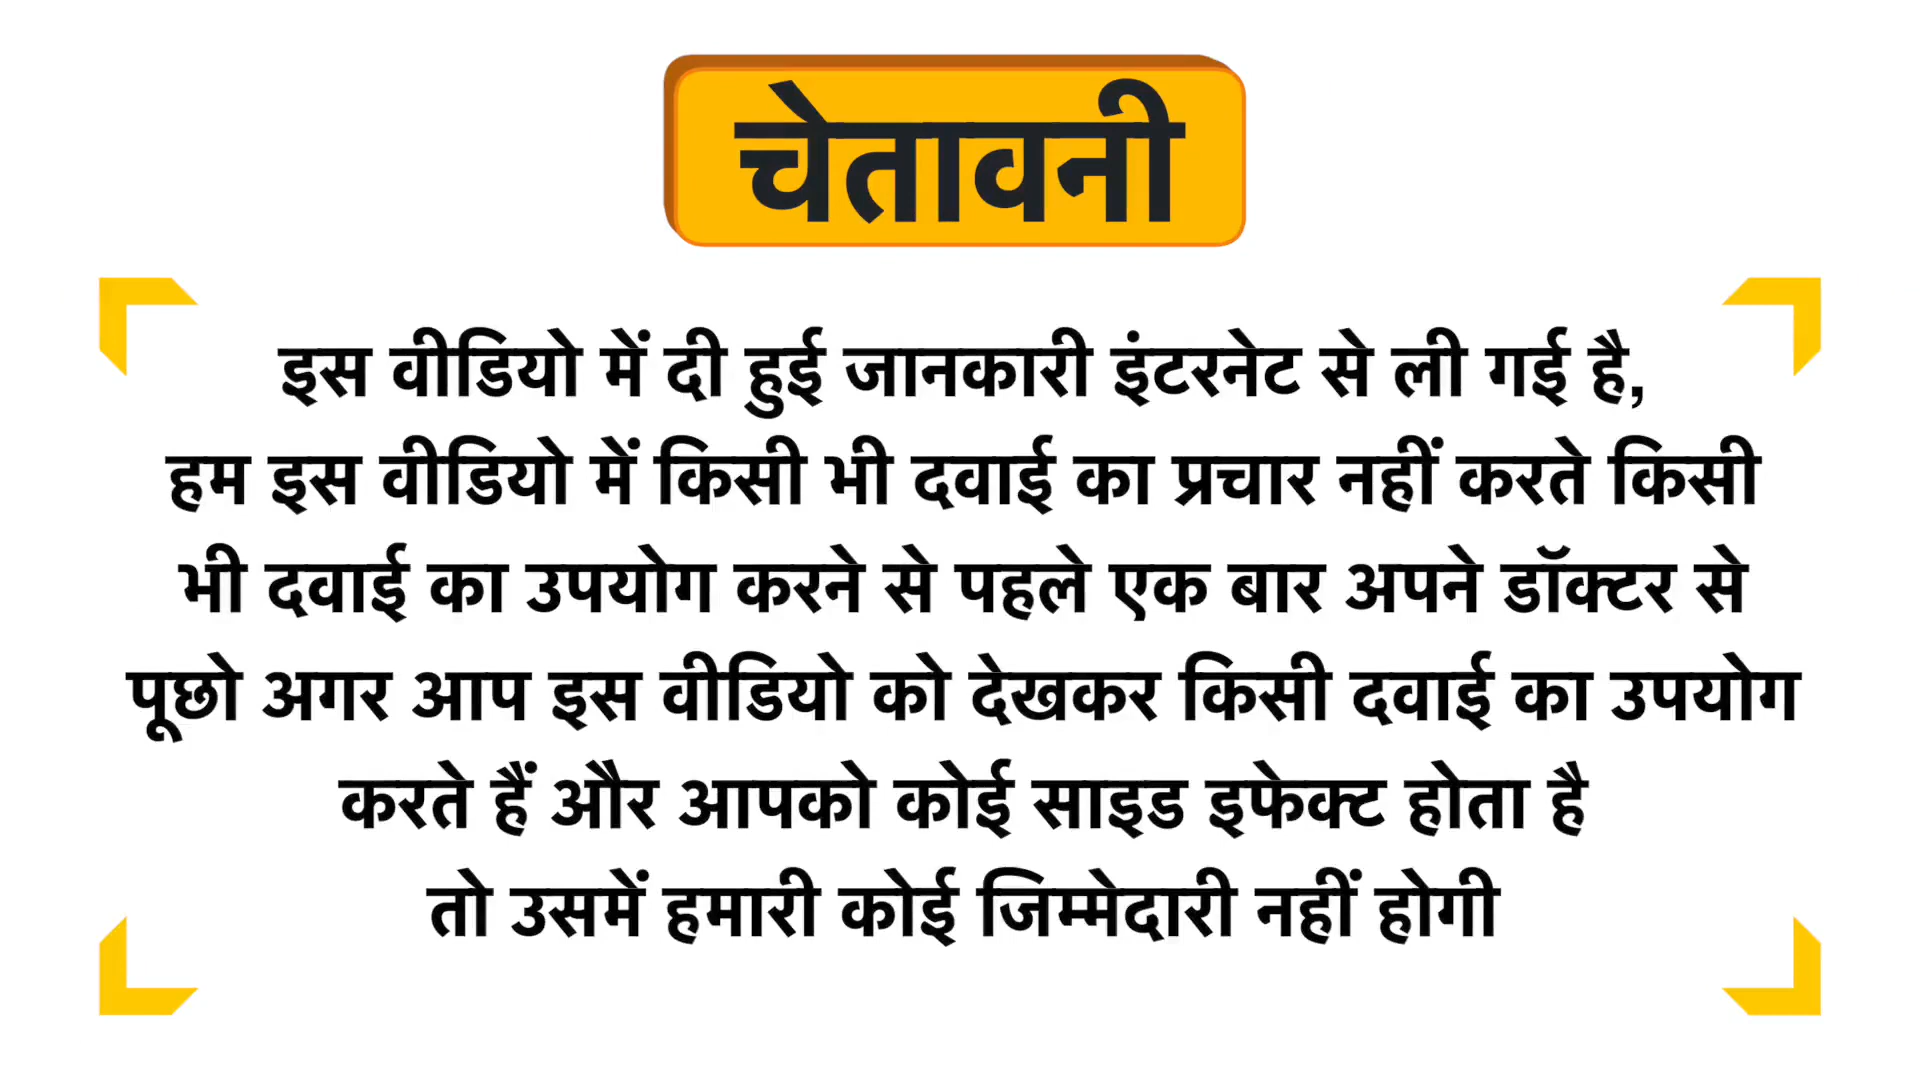 चेतावनी
इस वीडियो में दी हुई जानकारी इंटरनेट से ली गई है,
हम इस वीडियो में किसी भी दवाई का प्रचार नहीं करते किसी
भी दवाई का उपयोग करने से पहले एक बार अपने डॉक्टर से
पूछो अगर आप इस वीडियो को देखकर किसी दवाई का उपयोग
करते हैं और आपको कोई साइड इफेक्ट होता है
तो उसमें हमारी कोई जिम्मेदारी नहीं होगी